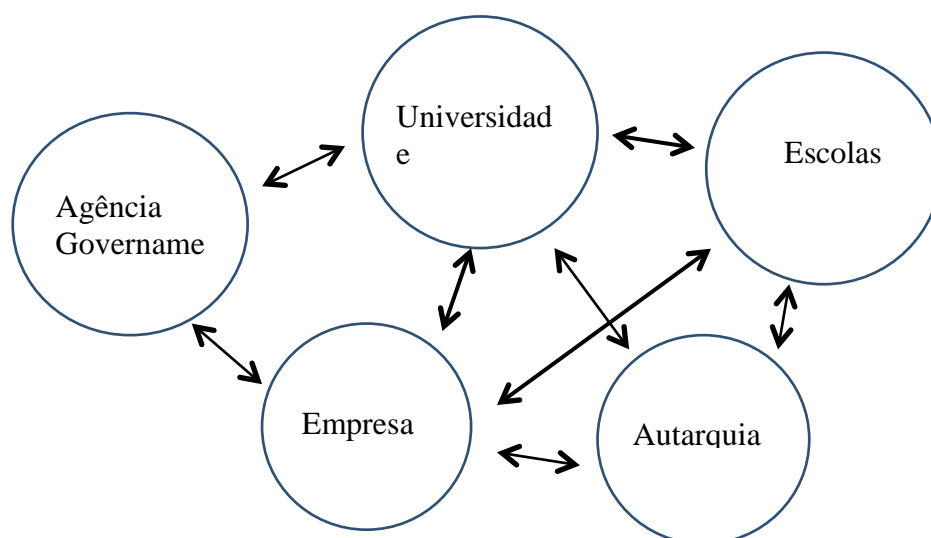 Universidad
e
Escolas
Agência
Govername
Empresa
Autarquia